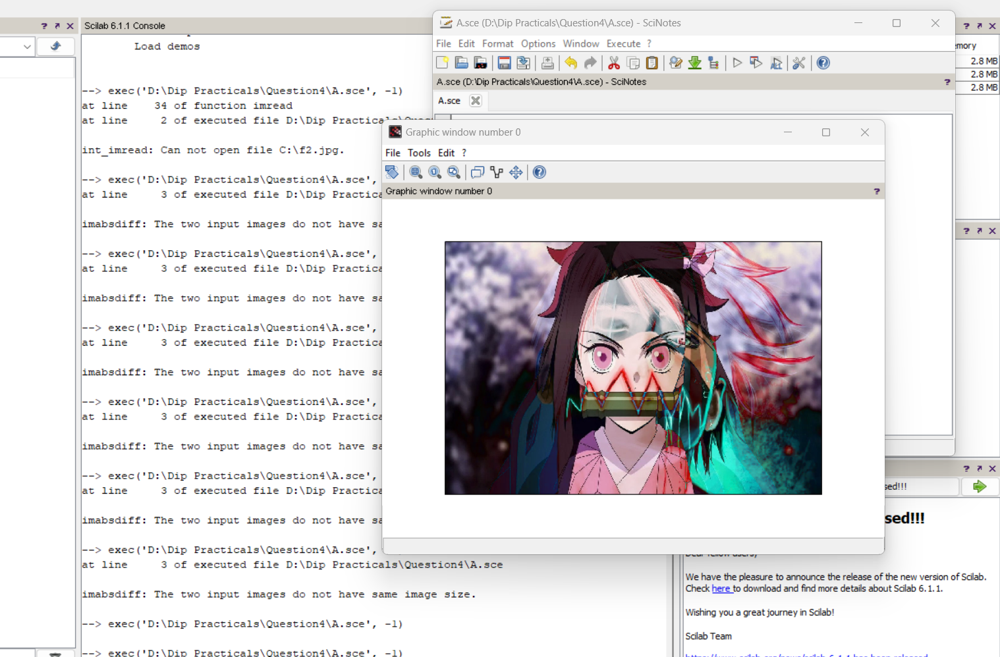 Scilab 6.1.1 Console
Load demos
--> exec('D:\Dip Practicals\Question4\A.sce', -1)
at line    34 of function imread
at line     2 of executed file D:\Dip Practicals\
int_imread: Can not open file C:\f2.jpg.
--> exec('D:\Dip Practicals\Question4\A.sce',
at line     3 of executed file D:\Dip Practica
imabsdiff: The two input images do not have sa
--> exec('D:\Dip Practicals\Question4\A.sce',
at line     3 of executed file D:\Dip Practica
imabsdiff: The two input images do not have sa
--> exec('D:\Dip Practicals\Question4\A.sce',
at line     3 of executed file D:\Dip Practica
imabsdiff: The two input images do not have sa
--> exec('D:\Dip Practicals\Question4\A.sce',
at line     3 of executed file D:\Dip Practica
imabsdiff: The two input images do not have sa
--> exec('D:\Dip Practicals\Question4\A.sce',
at line     3 of executed file D:\Dip Practica
imabsdiff: The two input images do not have sa
--> exec('D:\Dip Practicals\Question4\A.sce',
at line     3 of executed file D:\Dip Practicals\Question4\A.sce
imabsdiff: The two input images do not have same image size.
--> exec('D:\Dip Practicals\Question4\A.sce', -1)
--> exec('D:\Dip Practicals\Question4\A.sce', -1)
A.sce (D:\Dip Practicals\Question4\A.sce) - SciNotes
File Edit Format Options Window Execute ?
A.sce (D:\Dip Practicals\Question4\A.sce) - SciNotes ?
A.sce
Graphic window number 0
File Tools Edit ?
Graphic window number 0 ?
emory
2.8 MB
2.8 MB
2.8 MB
sed!!!
sed!!!
Dear fellow users,
We have the pleasure to announce the release of the new version of Scilab.
Check here to download and find more details about Scilab 6.1.1.
Wishing you a great journey in Scilab!
Scilab Team